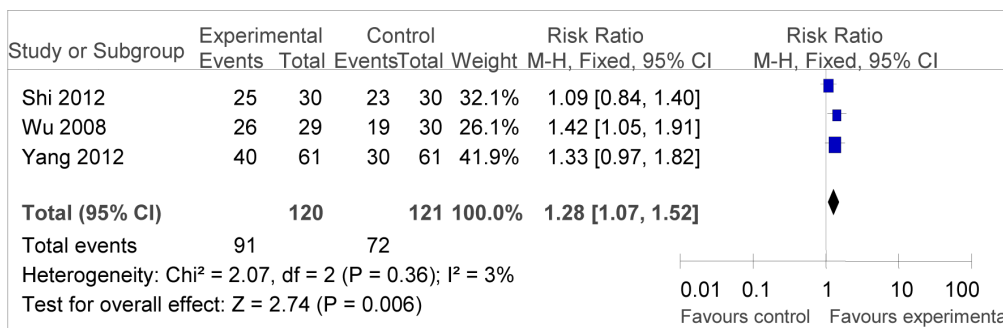 Experimental Control Risk Ratio Risk Ratio
Study or Subgroup Events Total Events Total Weight M-H, Fixed, 95% CI M-H, Fixed, 95% CI
Shi 2012 25 30 23 30 32.1% 1.09 [0.84, 1.40]
Wu 2008 26 29 19 30 26.1% 1.42 [1.05, 1.91]
Yang 2012 40 61 30 61 41.9% 1.33 [0.97, 1.82]
Total (95% CI) 120 121 100.0% 1.28 [1.07, 1.52]
Total events 91 72
Heterogeneity: Chi² = 2.07, df = 2 (P = 0.36); I² = 3%
Test for overall effect: Z = 2.74 (P = 0.006)
0.01 0.1 1 10 100
Favours control Favours experimenta